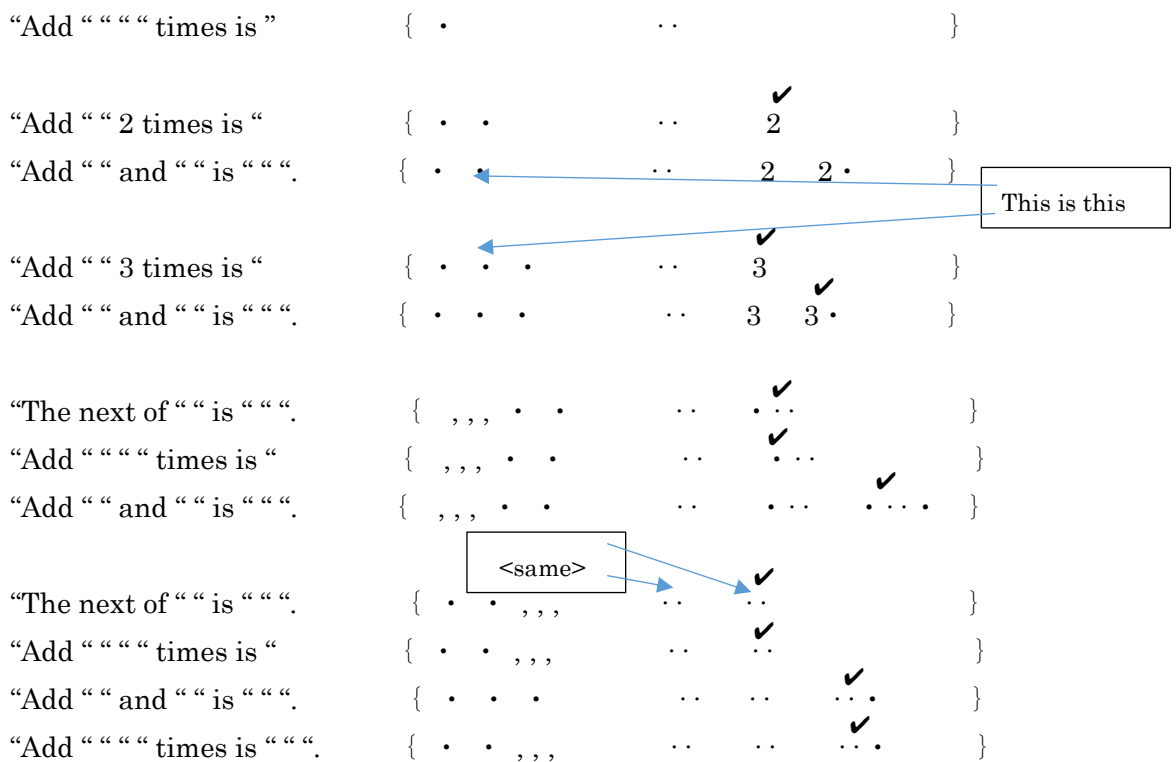 “Add “ “ “ “ times is ” { • ·· }
✔
“Add “ “ 2 times is “ { • • ·· 2 }
“Add “ “ and “ “ is “ “ “. { • • ·· 2 2 • }
This is this
✔
“Add “ “ 3 times is “ { • • • ·· 3 }
✔
“Add “ “ and “ “ is “ “ “. { • • • ·· 3 3 • }
✔
“The next of “ “ is “ “ “. { , , , • • ·· • ·· }
✔
“Add “ “ “ “ times is “ { , , , • • ·· • ·· }
✔
“Add “ “ and “ “ is “ “ “. { , , , • • ·· • ·· • ·· • }
<same>
✔
“The next of “ “ is “ “ “. { • • , , , ·· ·· }
✔
“Add “ “ “ “ times is “ { • • , , , ·· ·· }
✔
“Add “ “ and “ “ is “ “ “. { • • • ·· ·· ·· • }
✔
“Add “ “ “ “ times is “ “ “. { • • , , , ·· ·· ·· • }